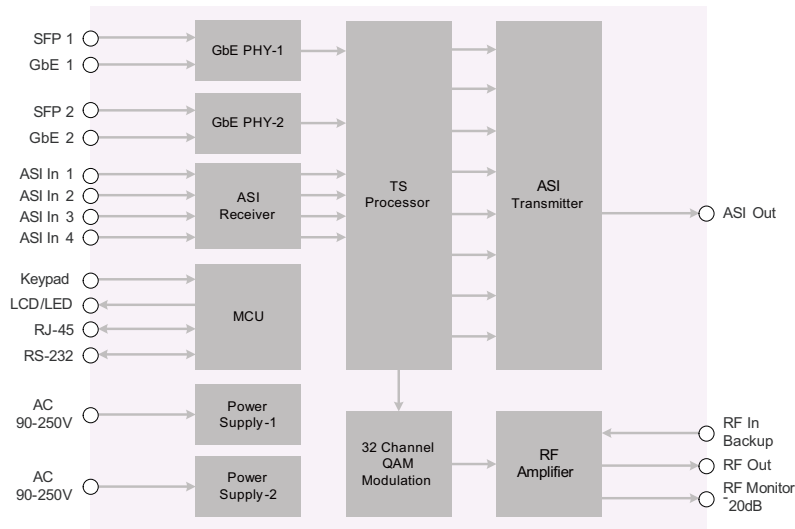 SFP 1
GbE 1
GbE PHY-1
SFP 2
GbE 2
GbE PHY-2
ASI In 1
ASI In 2
ASI In 3
ASI In 4
ASI
Receiver
TS
Processor
ASI
Transmitter
ASI Out
Keypad
LCD/LED
RJ-45
RS-232
MCU
AC
90-250V
Power
Supply-1
AC
90-250V
Power
Supply-2
32 Channel
QAM
Modulation
RF
Amplifier
RF In
Backup
RF Out
RF Monitor
-20dB